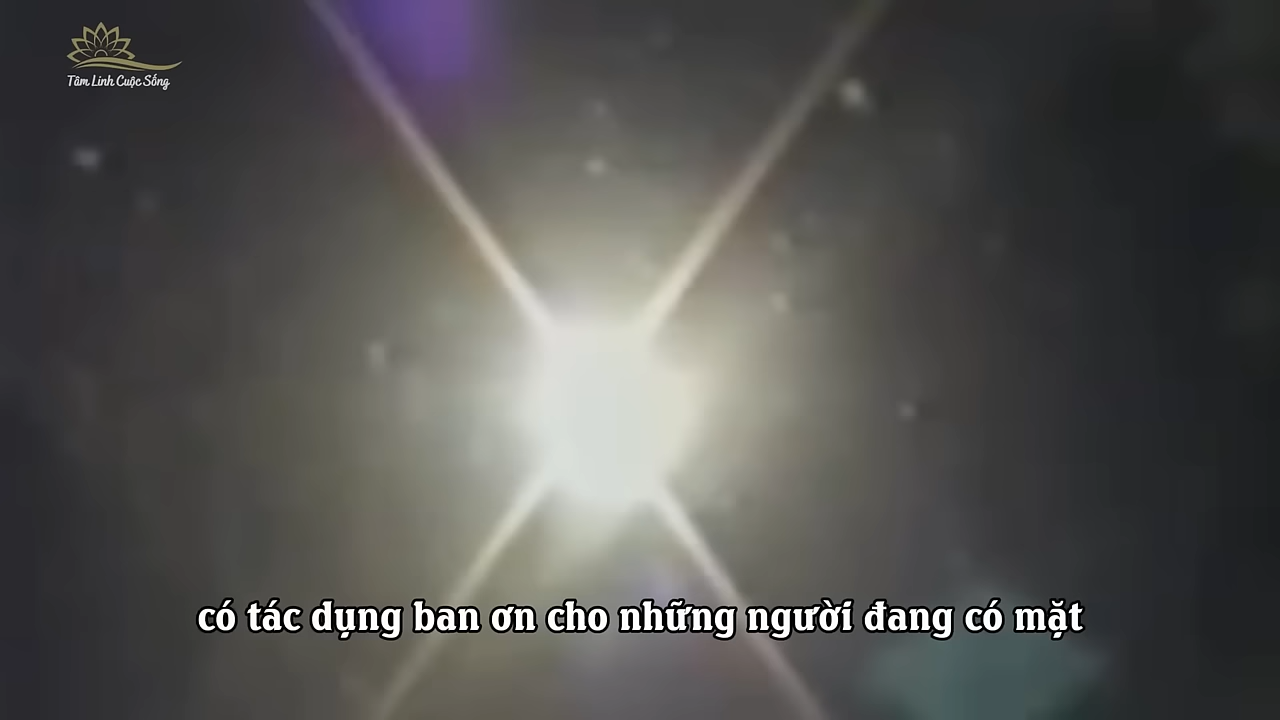 Tâm Linh Cuộc Sống
có tác dụng ban ơn cho những người đang có mặt